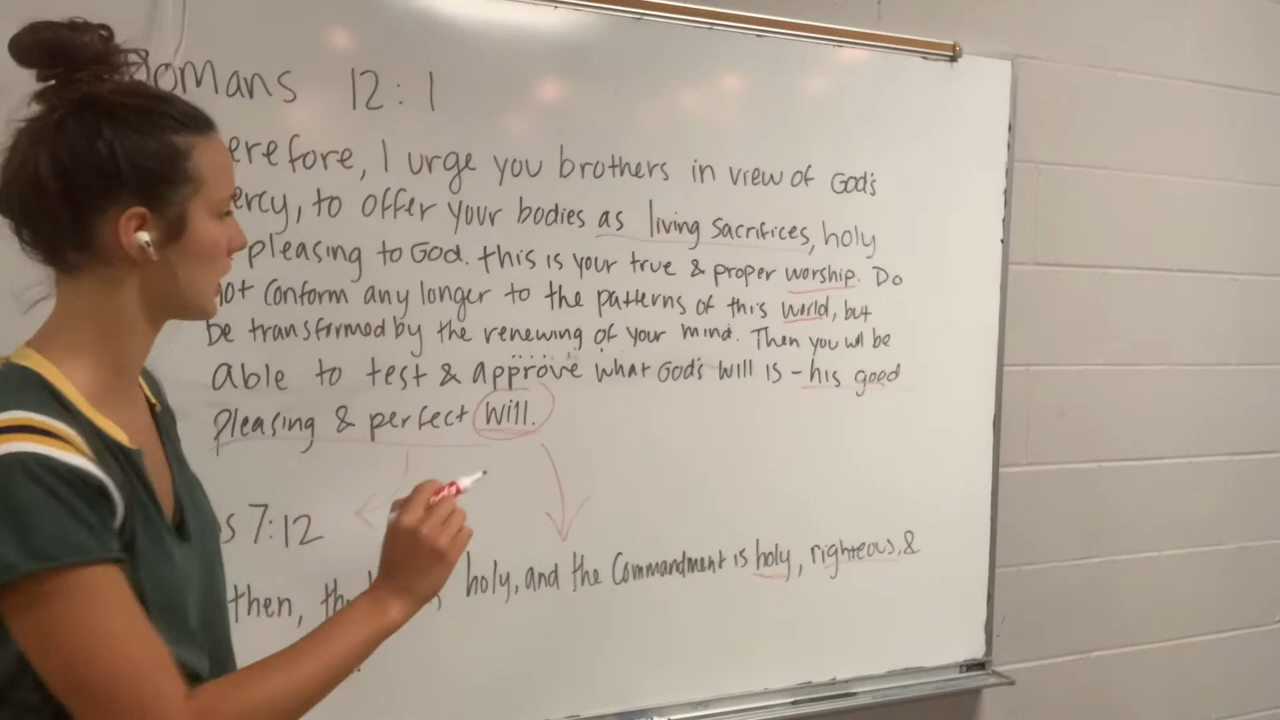 Romans 12:1
erefore, I urge you brothers in view of God's
ercy, to offer your bodies as living sacrifices, holy
pleasing to God. this is your true & proper worship. Do
not conform any longer to the patterns of this world, but
be transformed by the renewing of your mind. Then you will be
able to test & approve what God's will is - his good
pleasing & perfect will.
s 7:12
then, th holy, and the Commandment is holy, righteous, &